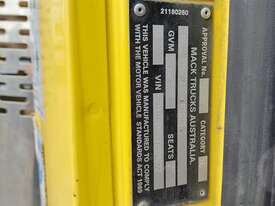 21180280
APPROVAL No. CATEGORY
MACK TRUCKS AUSTRALIA.
GVM SEATS
VIN
THIS VEHICLE WAS MANUFACTURED TO COMPLY
WITH THE MOTOR VEHICLE STANDARDS ACT 1989